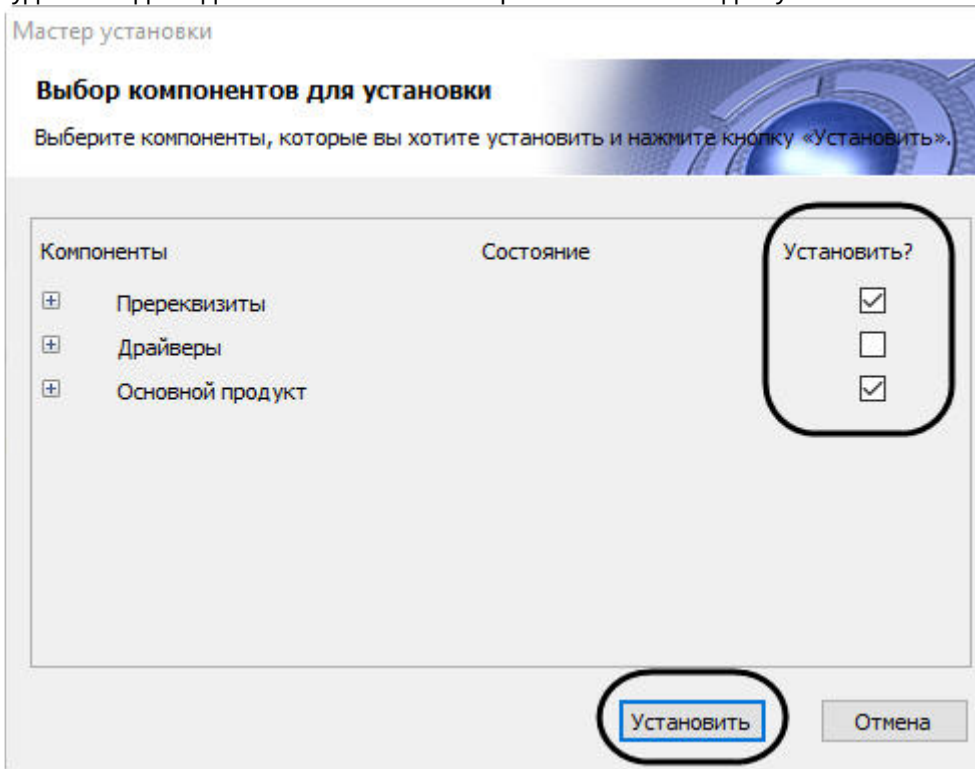 Мастер установки
Выбор компонентов для установки
Выберите компоненты, которые вы хотите установить и нажмите кнопку «Установить».
Компоненты Состояние Установить?
Пререквизиты
Драйверы
Основной продукт
Установить Отмена